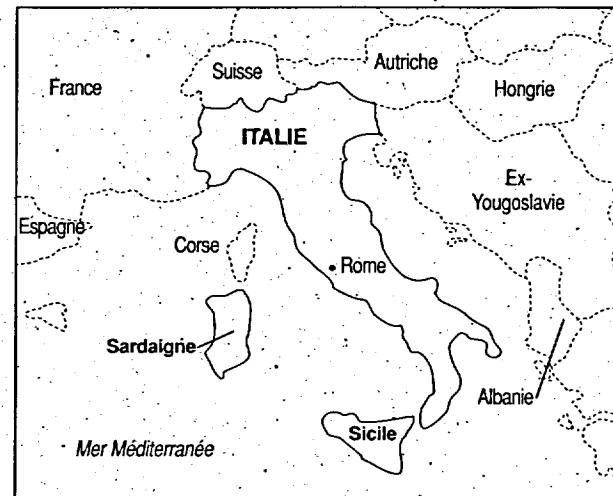 Suisse
Autriche
France
Hongrie
ITALIE
Ex-
Yougoslavie
Espagne
Corse
Rome
Sardaigne
Albanie
Sicile
Mer Méditerranée